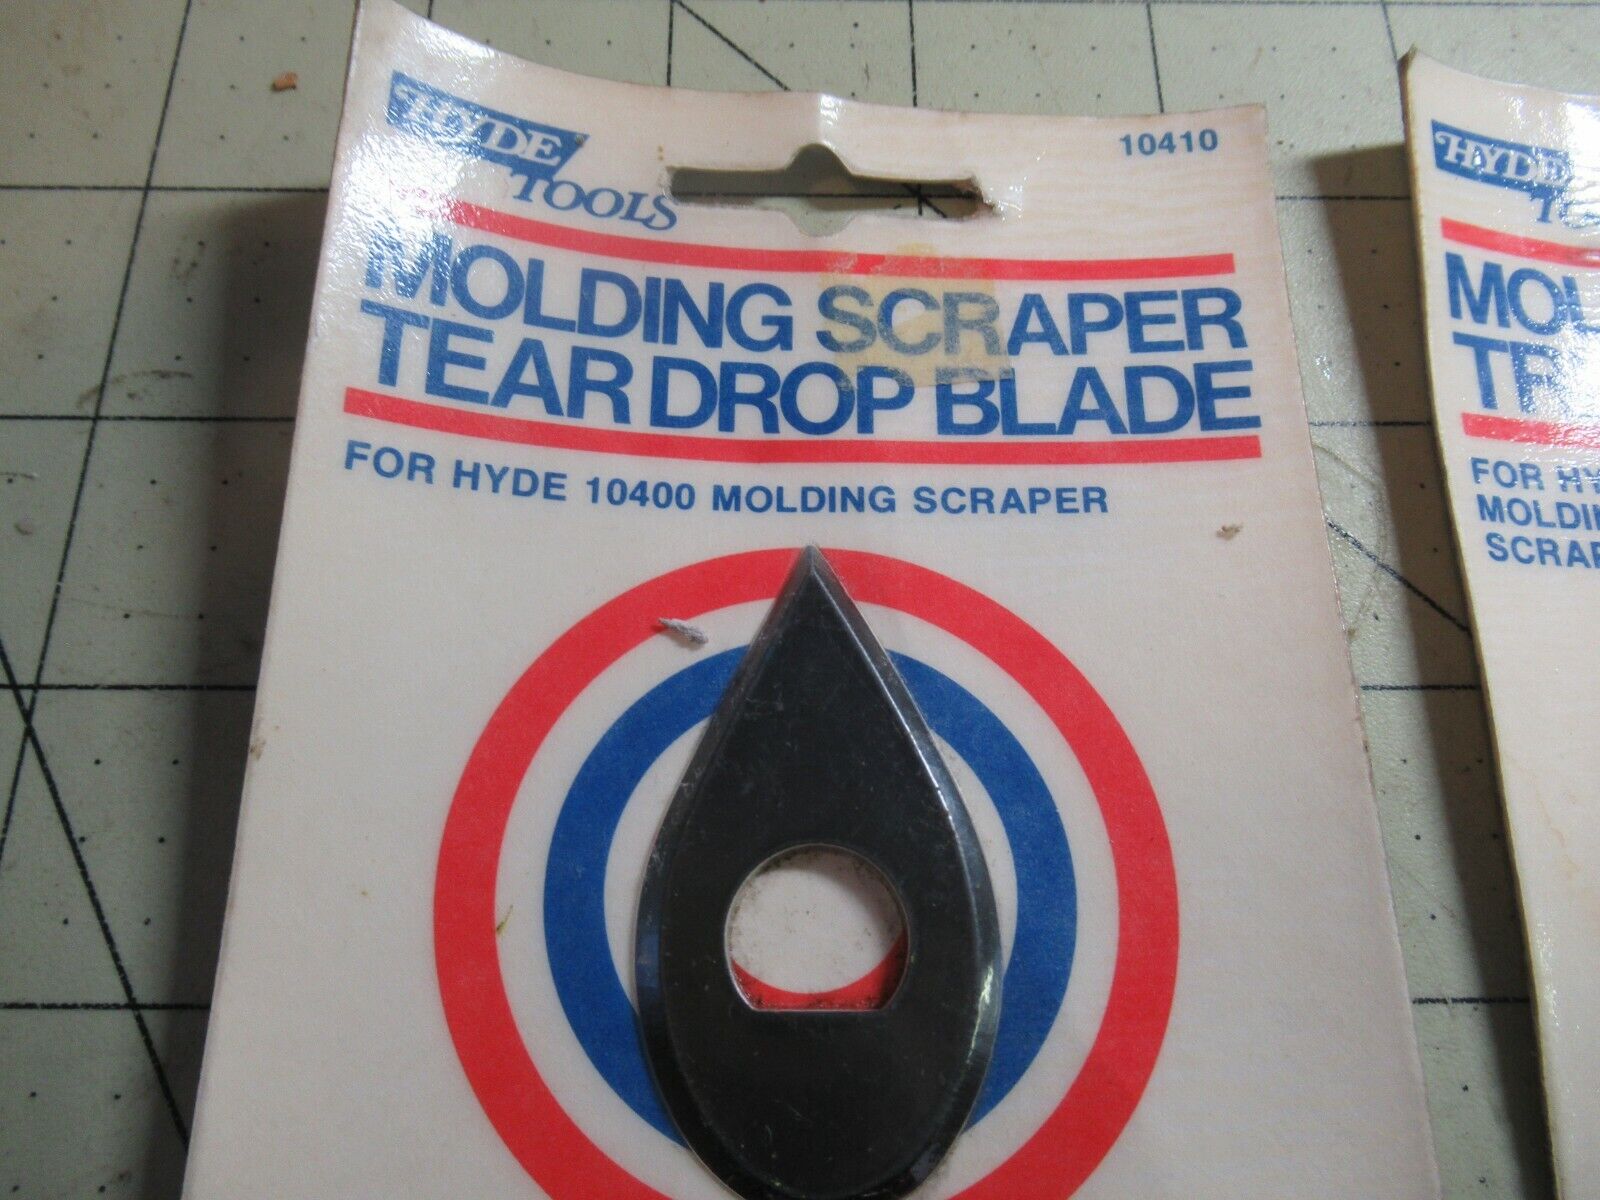 HYDE
TOOLS
10410
MOLDING SCRAPER
TEAR DROP BLADE
FOR HYDE 10400 MOLDING SCRAPER
HYDE
MOL
FOR HY
MOLDIN
SCRAP